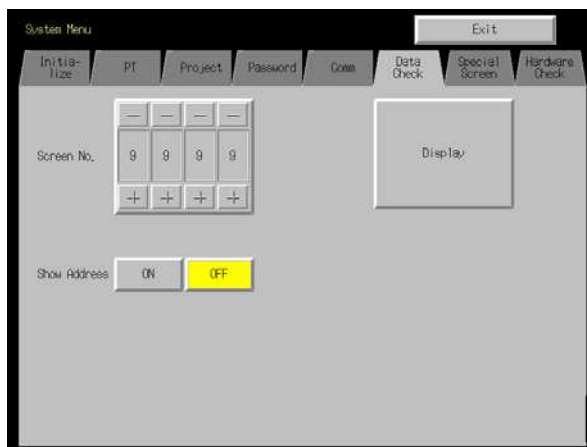 System Menu
Exit
Initia-
lize
PT
Project
Password
Comm.
Data
Check
Special
Screen
Hardware
Check
— — — —
Screen No.
9 9 9 9
+ + + +
Display
Show Address
ON
OFF